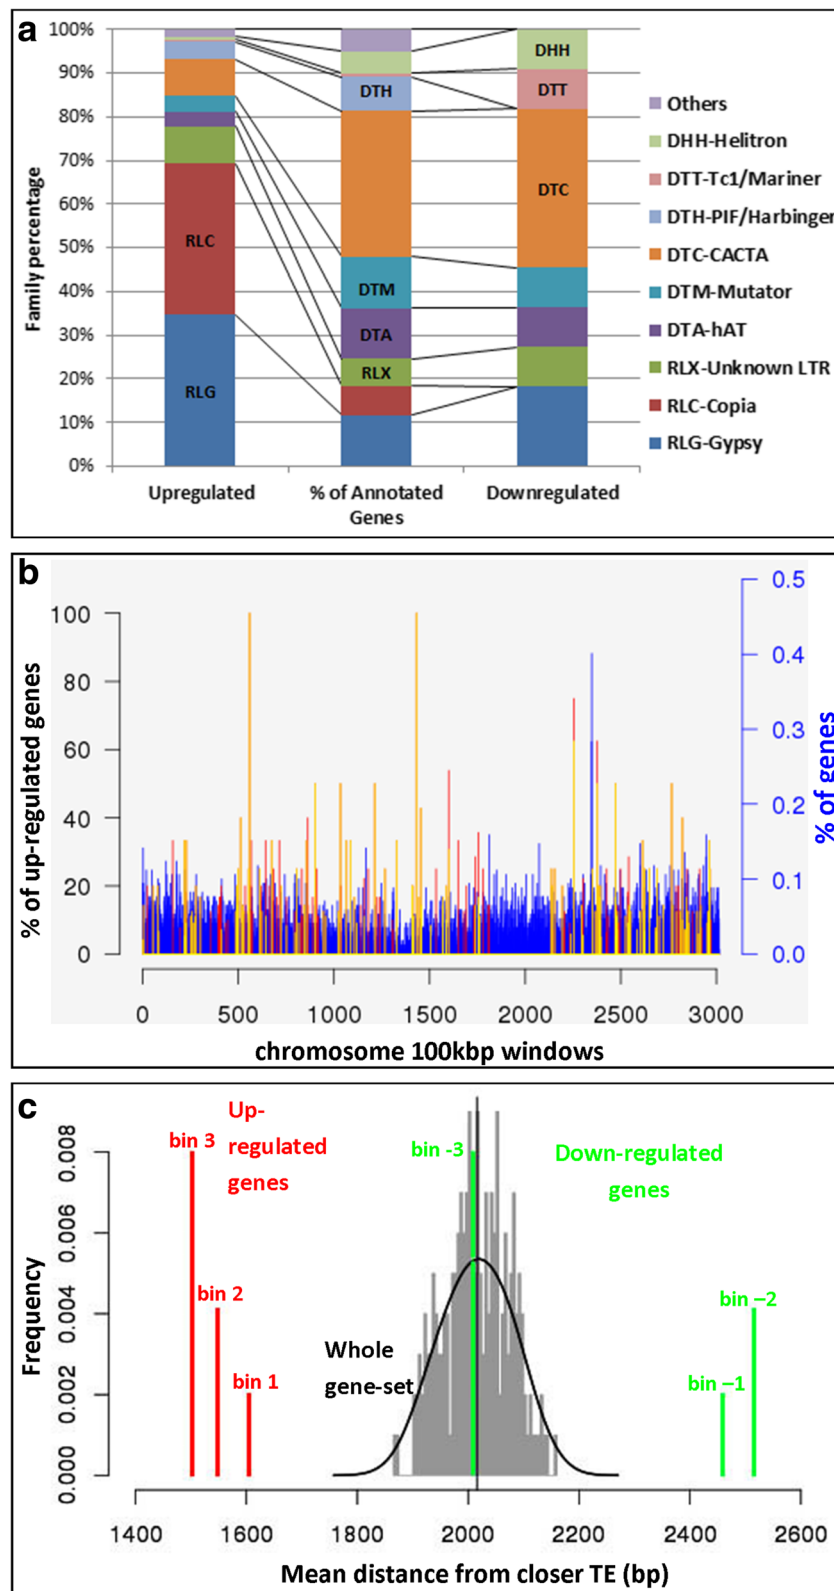 a
100%
90%
80%
70%
60%
50%
40%
30%
20%
10%
0%
Family percentage
RLC
RLG
DTH
DTM
DTA
RLX
DHH
DTT
DTC
Upregulated
% of Annotated
Genes
Downregulated
Others
DHH-Helitron
DTT-Tc1/Mariner
DTH-PIF/Harbinger
DTC-CACTA
DTM-Mutator
DTA-hAT
RLX-Unknown LTR
RLC-Copia
RLG-Gypsy
b
% of up-regulated genes
100
80
60
40
20
0
0.5
0.4
0.3
0.2
0.1
0.0
% of genes
0 500 1000 1500 2000 2500 3000
chromosome 100kbp windows
c
Up-
regulated
genes
bin 3
bin 2
bin 1
bin -3
Down-regulated
genes
bin –2
bin –1
Whole
gene-set
Frequency
0.008
0.006
0.004
0.002
0.000
1400 1600 1800 2000 2200 2400 2600
Mean distance from closer TE (bp)